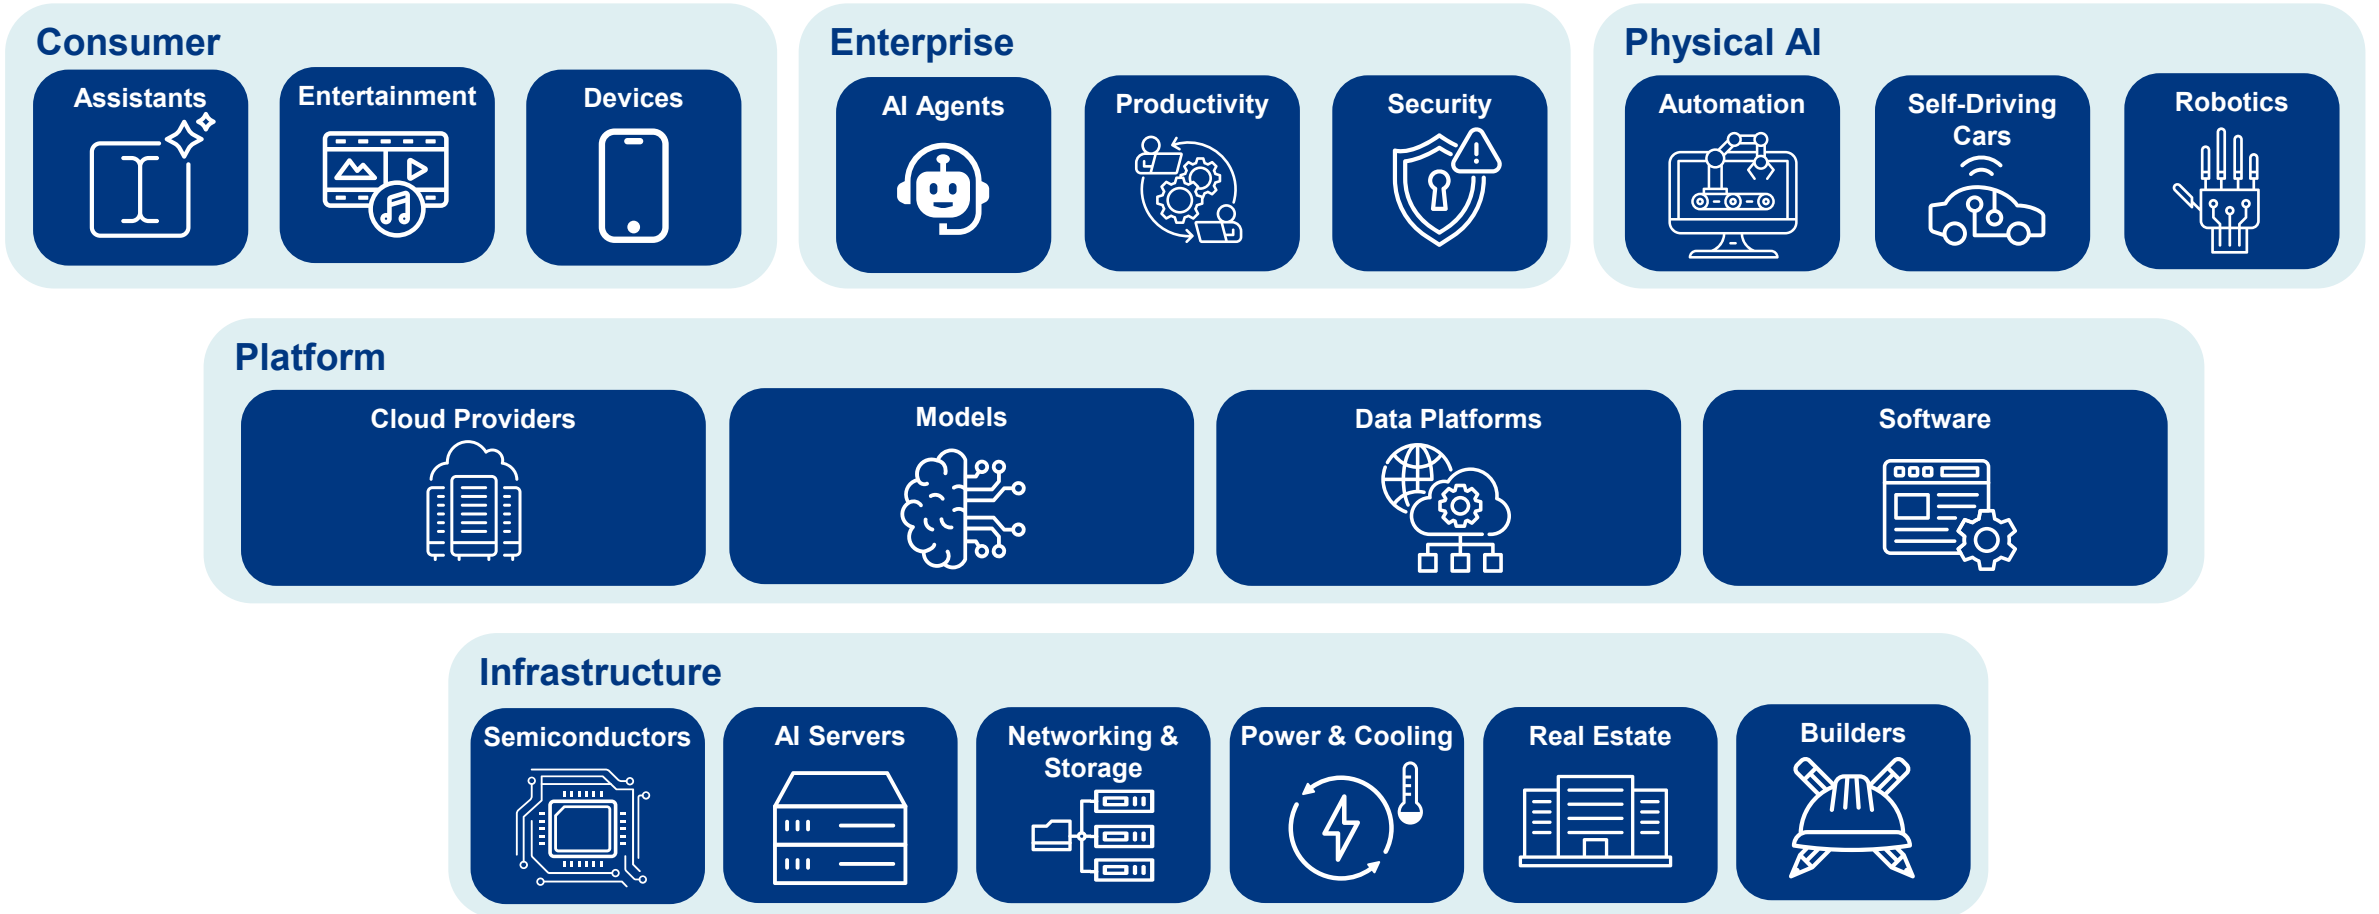 Consumer
Assistants
Entertainment
Devices
Enterprise
AI Agents
Productivity
Security
Physical AI
Automation
Self-Driving
Cars
Robotics
Platform
Cloud Providers
Models
Data Platforms
Software
Infrastructure
Semiconductors
AI Servers
Networking &
Storage
Power & Cooling
Real Estate
Builders